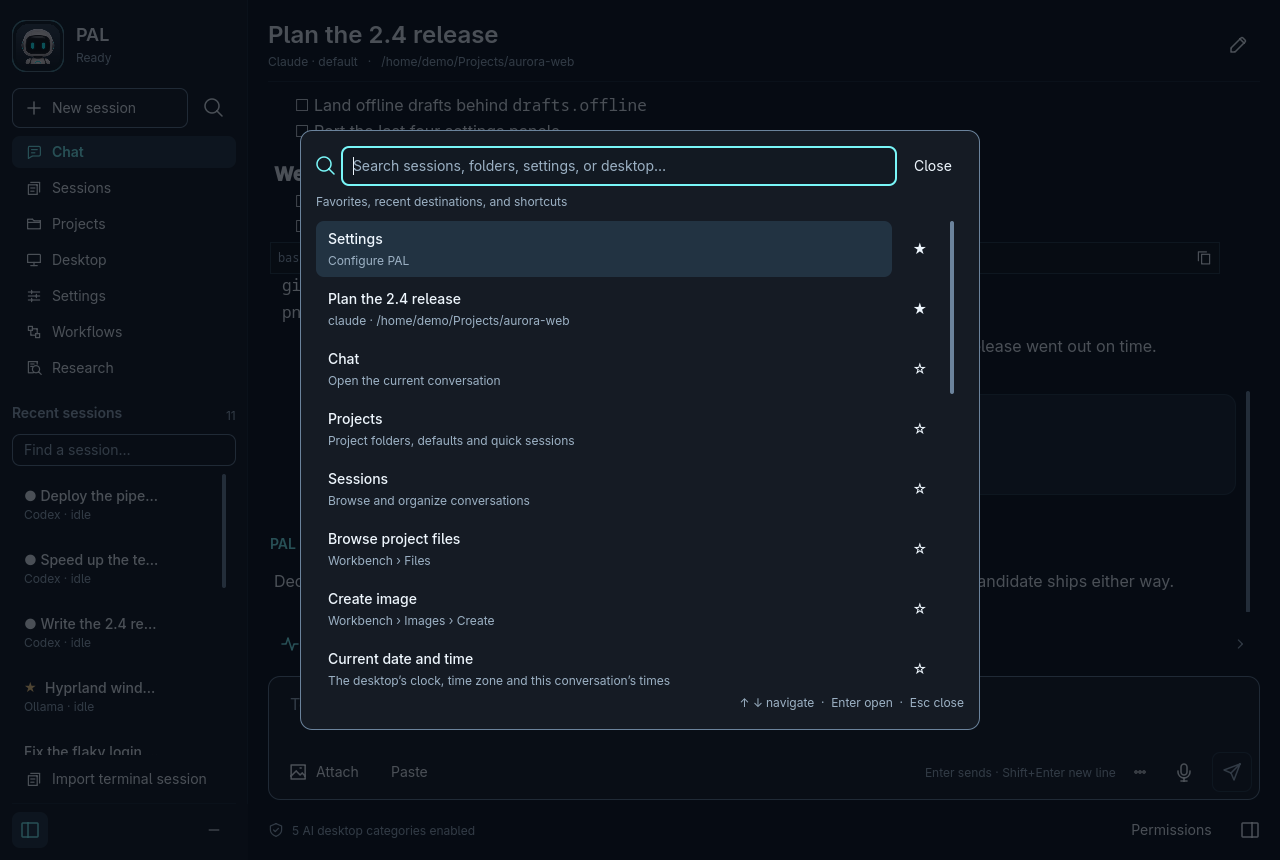 PAL
Ready
New session
Chat
Sessions
Projects
Desktop
Settings
Workflows
Research
Recent sessions
11
Find a session...
Deploy the pipe...
Codex · idle
Speed up the te...
Codex · idle
Write the 2.4 re...
Codex · idle
★ Hyprland wind...
Ollama · idle
Fix the flaky login
Import terminal session
Plan the 2.4 release
Claude · default · /home/demo/Projects/aurora-web
☐ Land offline drafts behind drafts.offline
We
bas
gi
pn
lease went out on time.
PAL
Dec
andidate ships either way.
Search sessions, folders, settings, or desktop...
Close
Favorites, recent destinations, and shortcuts
Settings
Configure PAL
Plan the 2.4 release
claude · /home/demo/Projects/aurora-web
Chat
Open the current conversation
Projects
Project folders, defaults and quick sessions
Sessions
Browse and organize conversations
Browse project files
Workbench › Files
Create image
Workbench › Images › Create
Current date and time
The desktop’s clock, time zone and this conversation’s times
↑ ↓ navigate · Enter open · Esc close
Attach
Paste
Enter sends · Shift+Enter new line
5 AI desktop categories enabled
Permissions